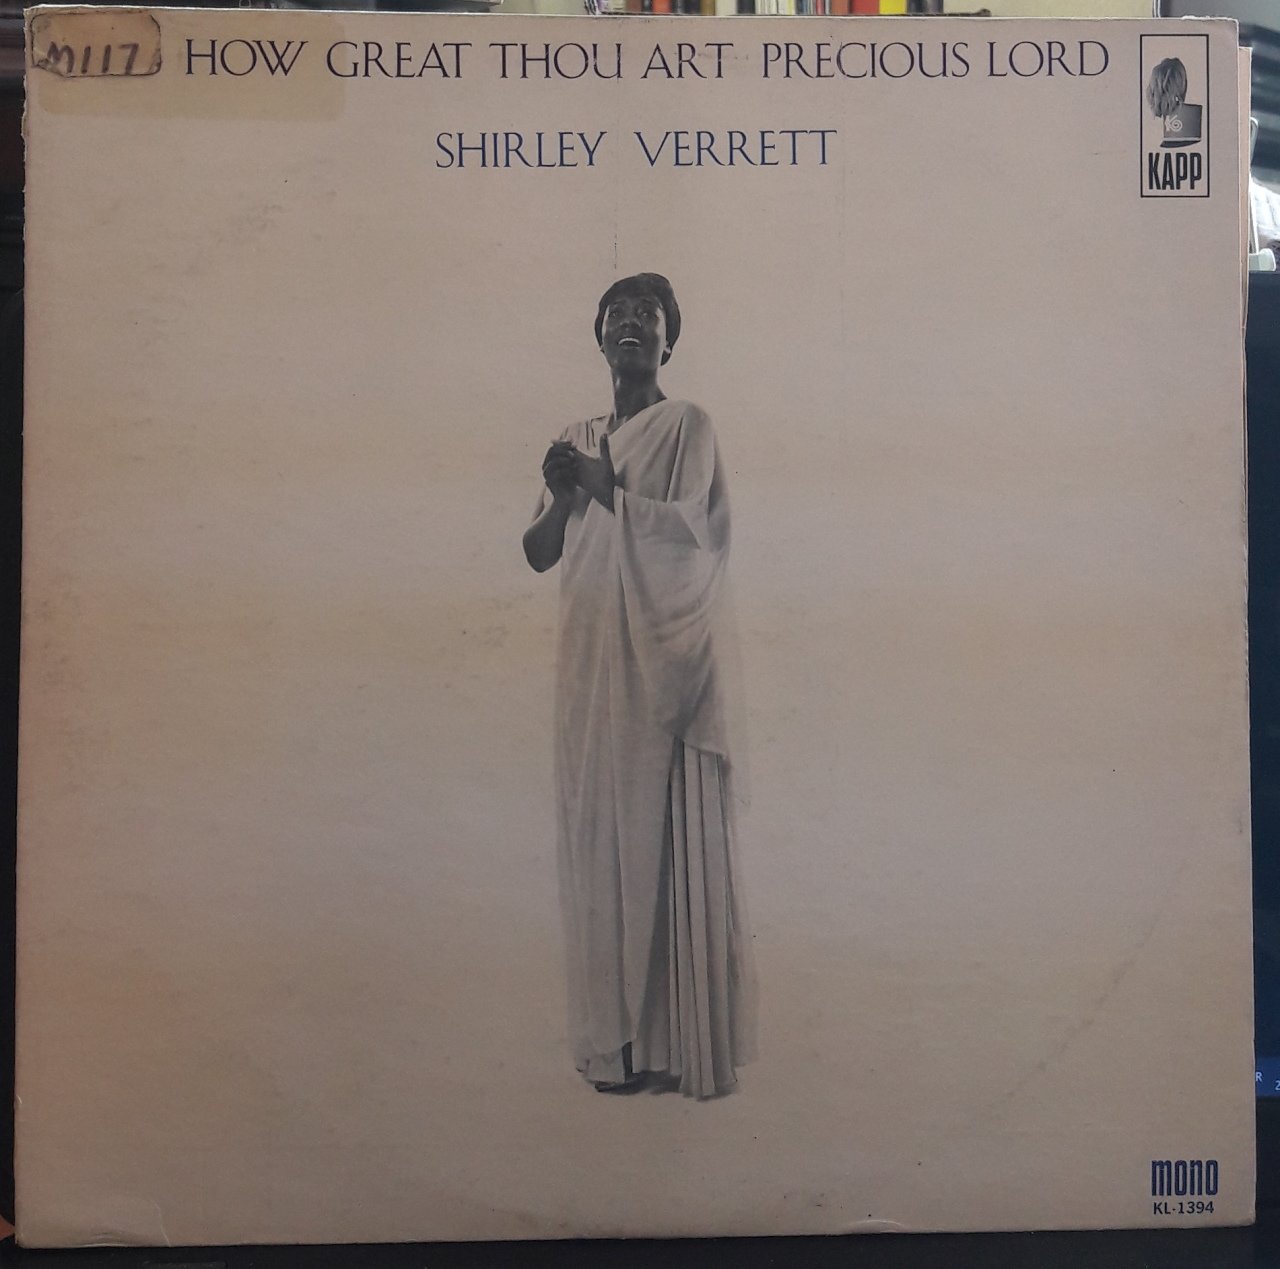 M117
HOW GREAT THOU ART PRECIOUS LORD
SHIRLEY VERRETT
KAPP
mono
KL-1394